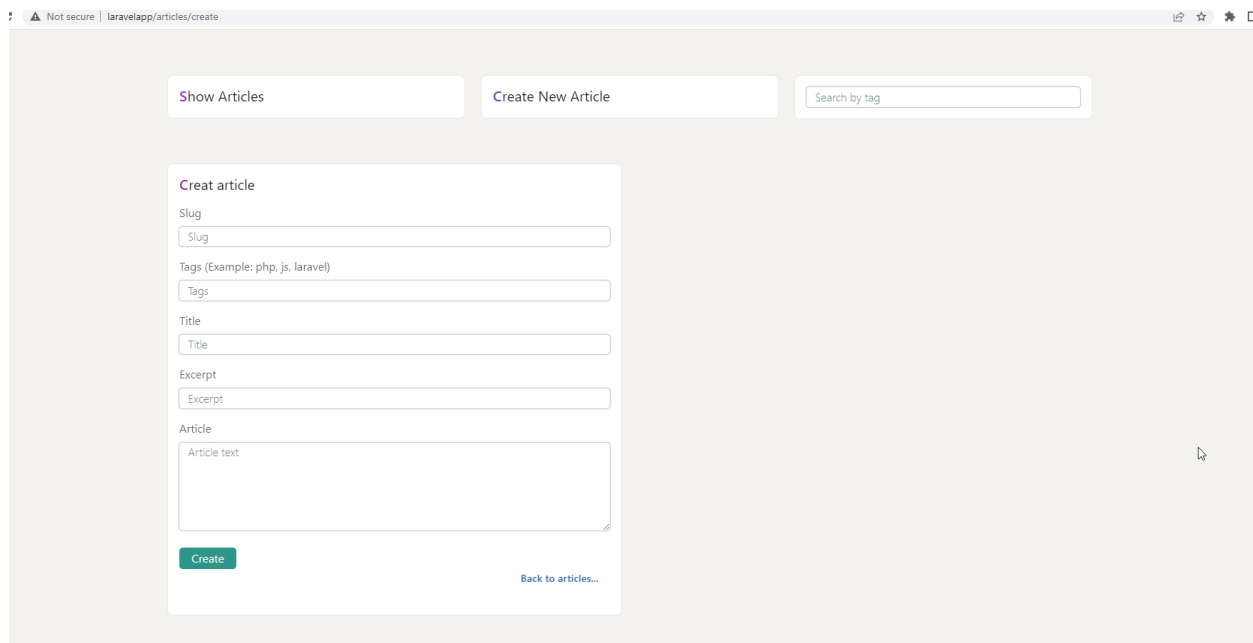 Not secure | laravelapp/articles/create
Show Articles
Create New Article
Search by tag
Creat article
Slug
Slug
Tags (Example: php, js, laravel)
Tags
Title
Title
Excerpt
Excerpt
Article
Article text
Create
Back to articles...